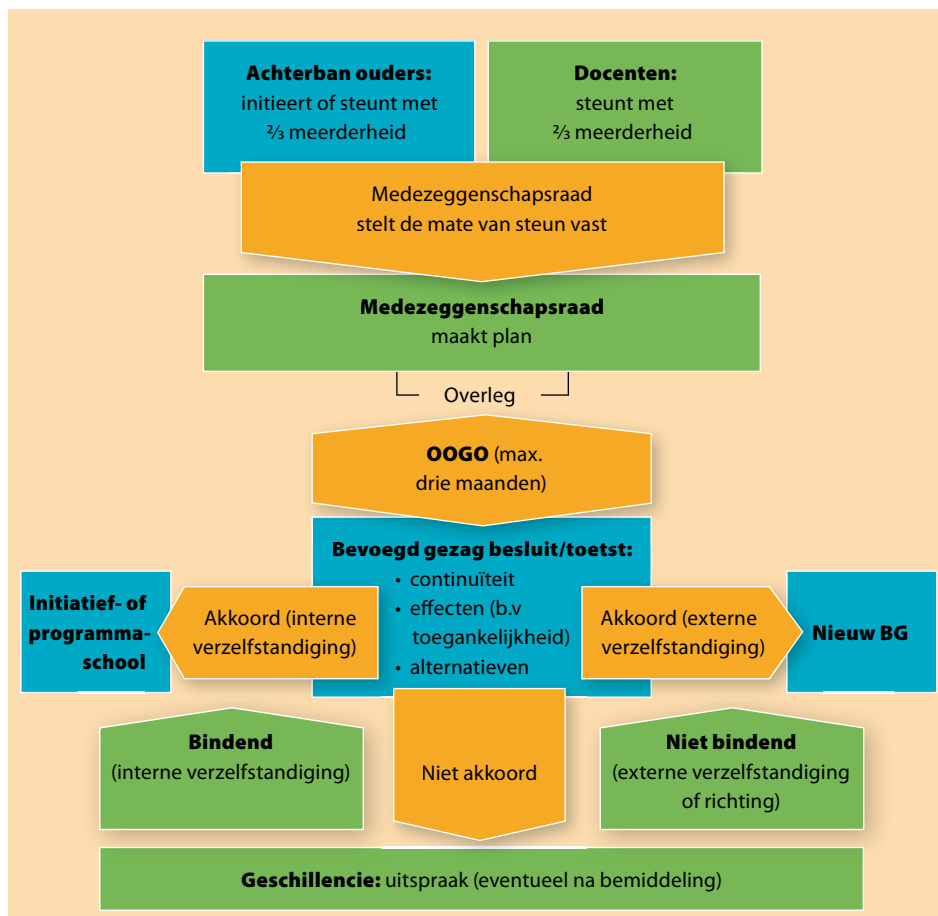 Achterban ouders:
initieert of steunt met
⅔ meerderheid
Docenten:
steunt met
⅔ meerderheid
Medezeggenschapsraad
stelt de mate van steun vast
Medezeggenschapsraad
maakt plan
Overleg
OOGO (max.
drie maanden)
Bevoegd gezag besluit/toetst:
• continuïteit
• effecten (b.v
toegankelijkheid)
• alternatieven
Initiatief- of
programma-
school
Akkoord (interne
verzelfstandiging)
Akkoord (externe
verzelfstandiging)
Nieuw BG
Bindend
(interne verzelfstandiging)
Niet akkoord
Niet bindend
(externe verzelfstandiging
of richting)
Geschillencie: uitspraak (eventueel na bemiddeling)